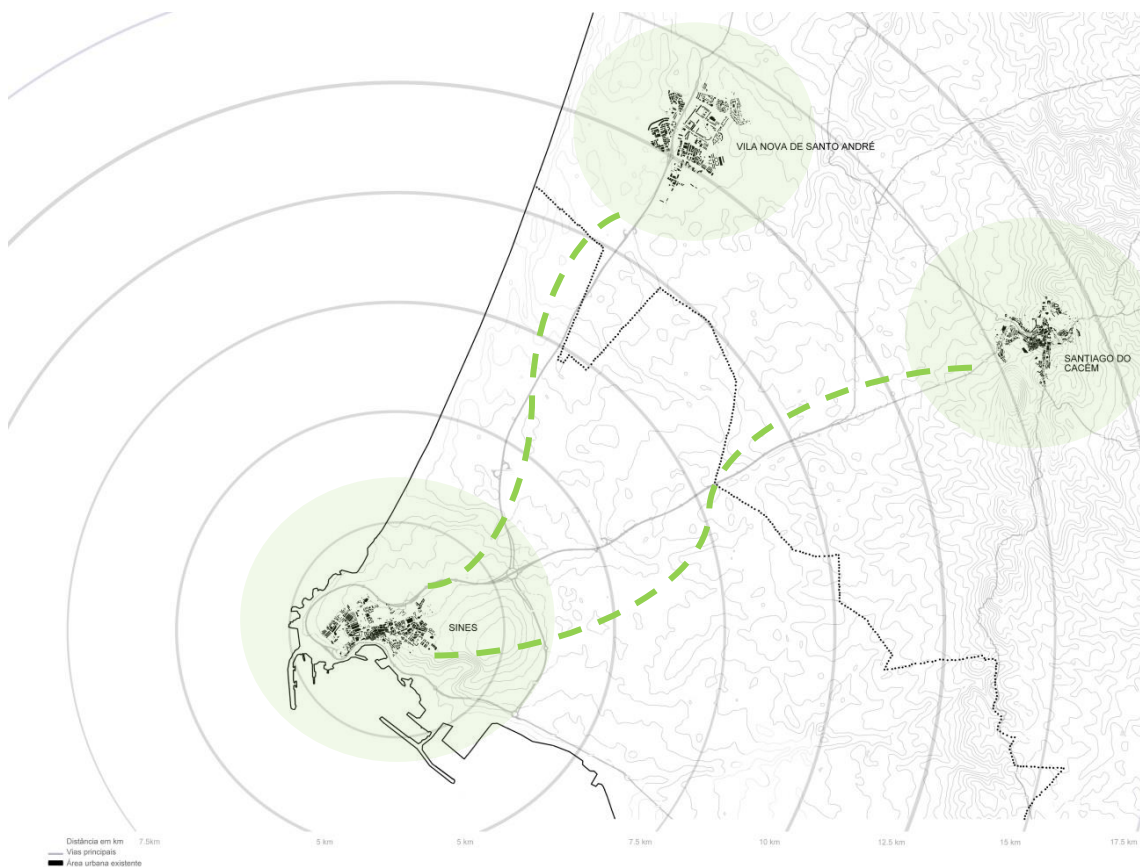 VILA NOVA DE SANTO ANDRÉ
SANTIAGO DO
CACÉM
SINES
Distância em km 7.5km 5 km 5 km 7.5 km 10 km 12.5 km 15 km 17.5 km
Vias principais
Área urbana existente